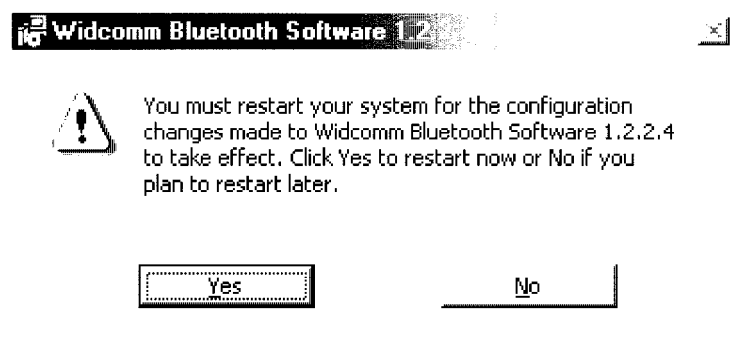 Widcomm Bluetooth Software 1.2
You must restart your system for the configuration
changes made to Widcomm Bluetooth Software 1.2.2.4
to take effect. Click Yes to restart now or No if you
plan to restart later.
Yes No